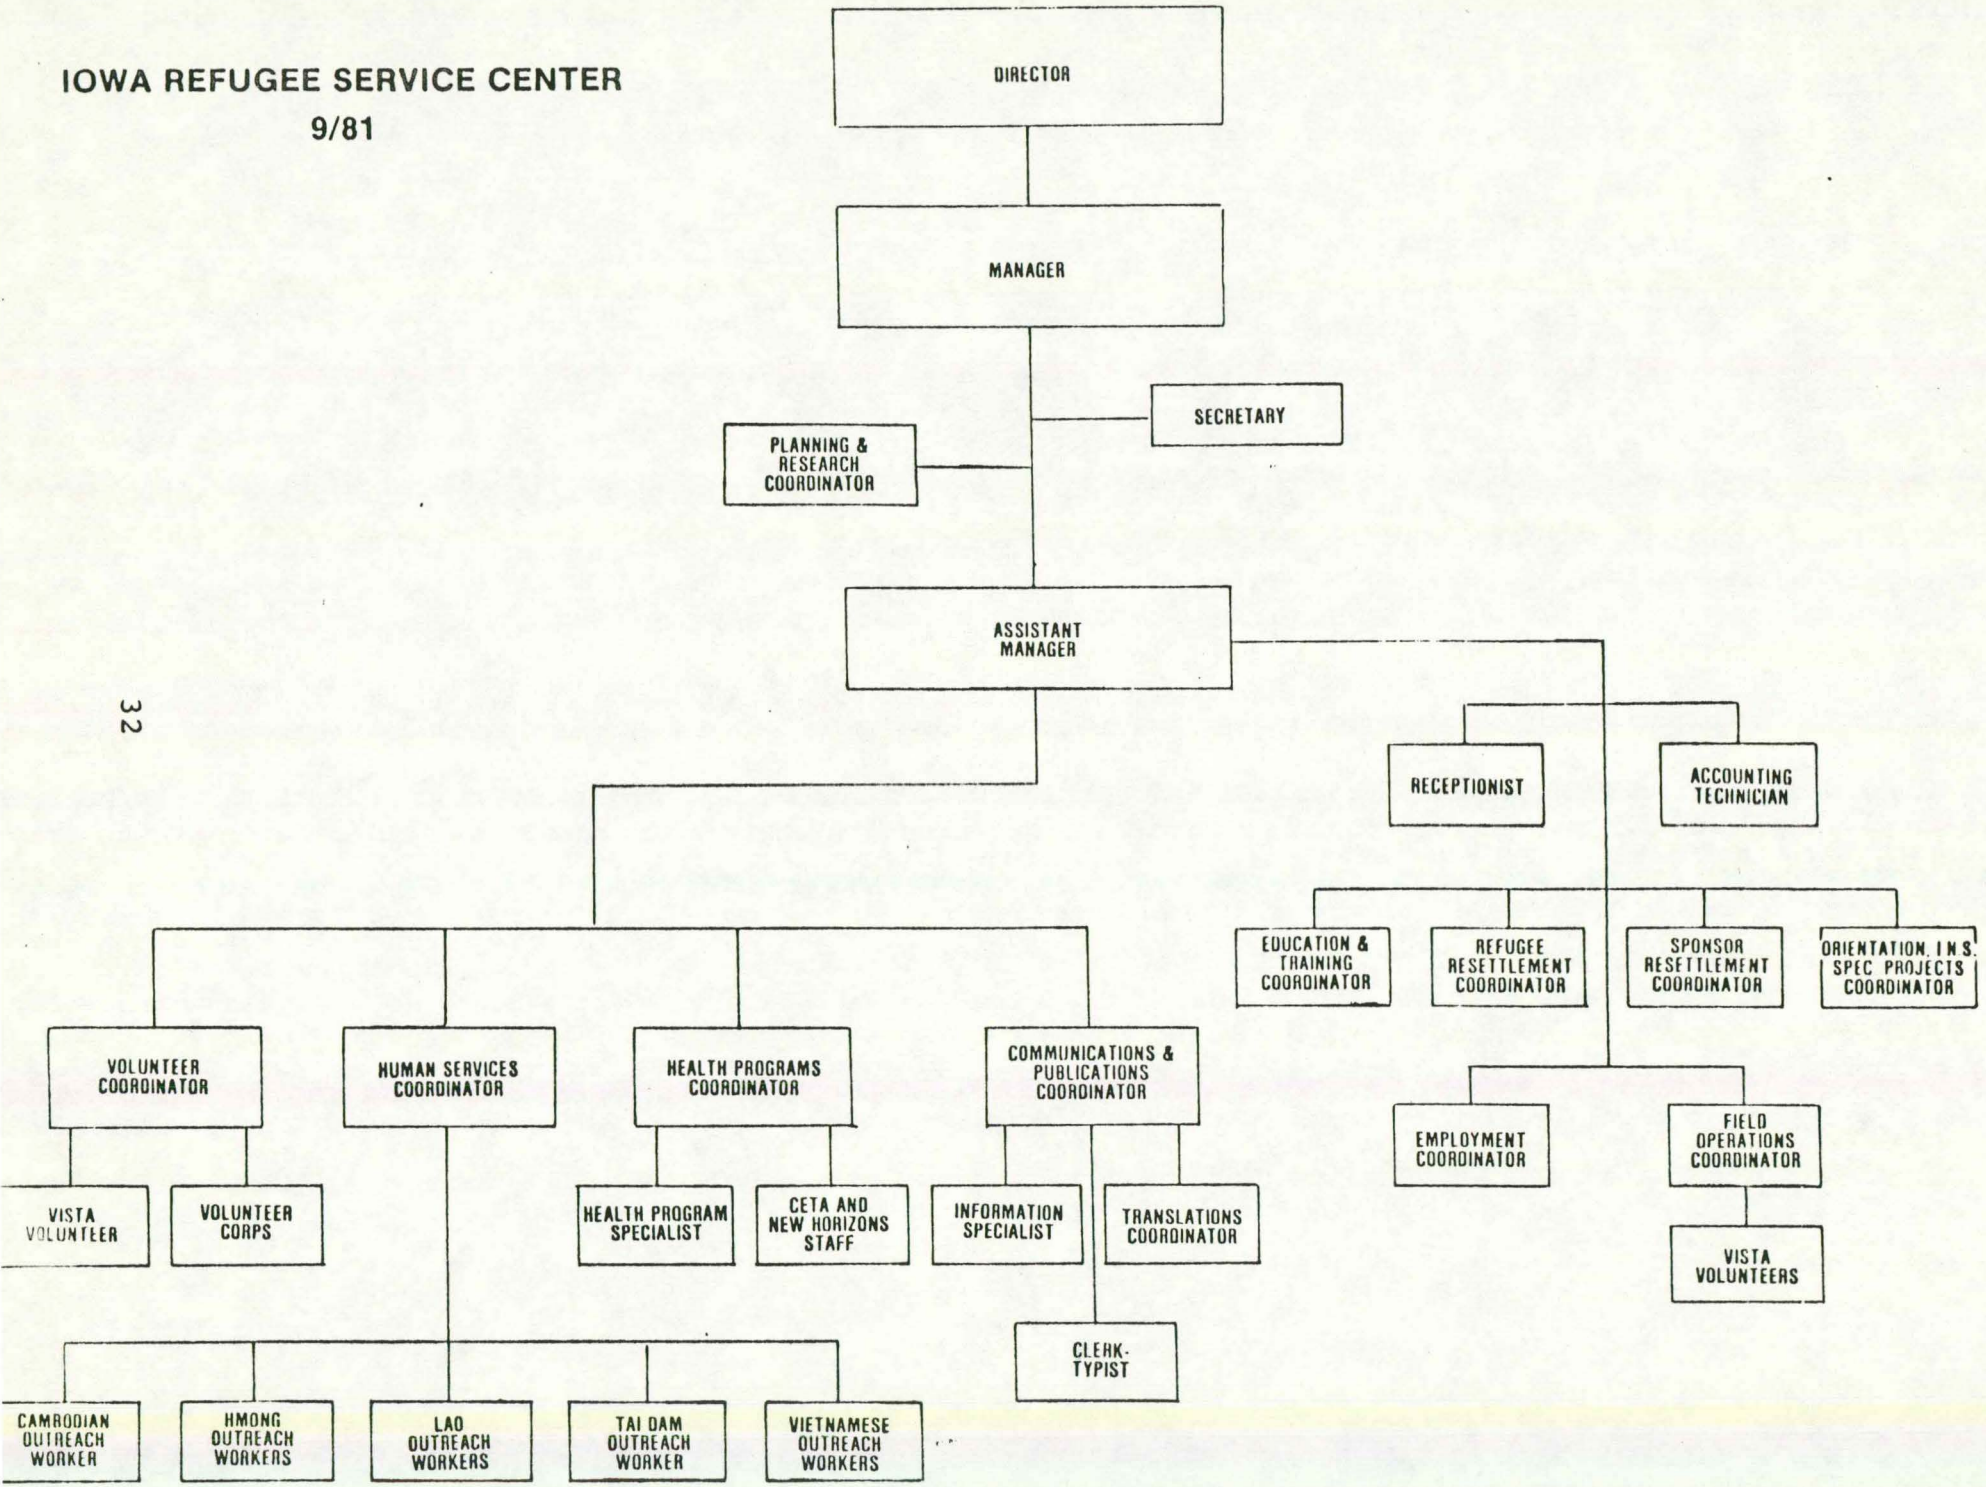 IOWA REFUGEE SERVICE CENTER
9/81
DIRECTOR
MANAGER
SECRETARY
PLANNING &
RESEARCH
COORDINATOR
ASSISTANT
MANAGER
32
RECEPTIONIST
ACCOUNTING
TECHNICIAN
EDUCATION &
TRAINING
COORDINATOR
REFUGEE
RESETTLEMENT
COORDINATOR
SPONSOR
RESETTLEMENT
COORDINATOR
ORIENTATION, I.N.S.
SPEC PROJECTS
COORDINATOR
VOLUNTEER
COORDINATOR
HUMAN SERVICES
COORDINATOR
HEALTH PROGRAMS
COORDINATOR
COMMUNICATIONS &
PUBLICATIONS
COORDINATOR
EMPLOYMENT
COORDINATOR
FIELD
OPERATIONS
COORDINATOR
VISTA
VOLUNTEER
VOLUNTEER
CORPS
HEALTH PROGRAM
SPECIALIST
CETA AND
NEW HORIZONS
STAFF
INFORMATION
SPECIALIST
TRANSLATIONS
COORDINATOR
VISTA
VOLUNTEERS
CLERK-
TYPIST
CAMBODIAN
OUTREACH
WORKER
HMONG
OUTREACH
WORKERS
LAO
OUTREACH
WORKERS
TAI DAM
OUTREACH
WORKER
VIETNAMESE
OUTREACH
WORKERS